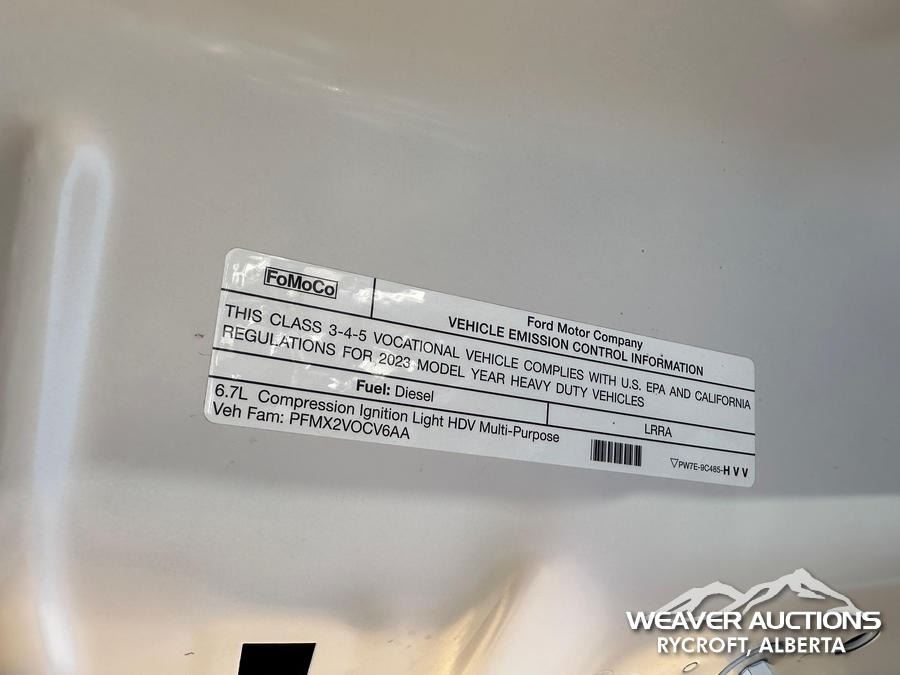 FoMoCo
Ford Motor Company
VEHICLE EMISSION CONTROL INFORMATION
THIS CLASS 3-4-5 VOCATIONAL VEHICLE COMPLIES WITH U.S. EPA AND CALIFORNIA
REGULATIONS FOR 2023 MODEL YEAR HEAVY DUTY VEHICLES
Fuel: Diesel
LRRA
6.7L Compression Ignition Light HDV Multi-Purpose
Veh Fam: PFMX2VOCV6AA
PW7E-9C485-HVV
WEAVER AUCTIONS
RYCROFT, ALBERTA